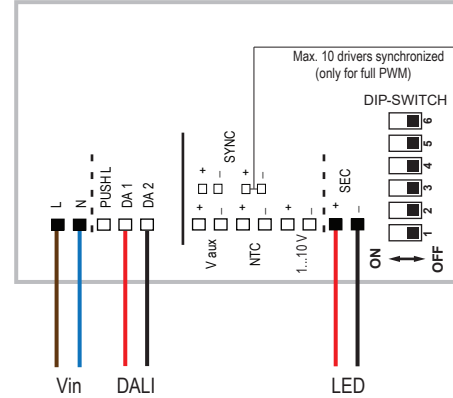 Max. 10 drivers synchronized
(only for full PWM)
DIP-SWITCH
6
5
4
3
2
1
ON
OFF
SYNC
+
–
+
–
L
N
PUSH L
DA 1
DA 2
+
–
+
–
+
–
V aux
NTC
1...10 V
+
SEC
–
Vin
DALI
LED